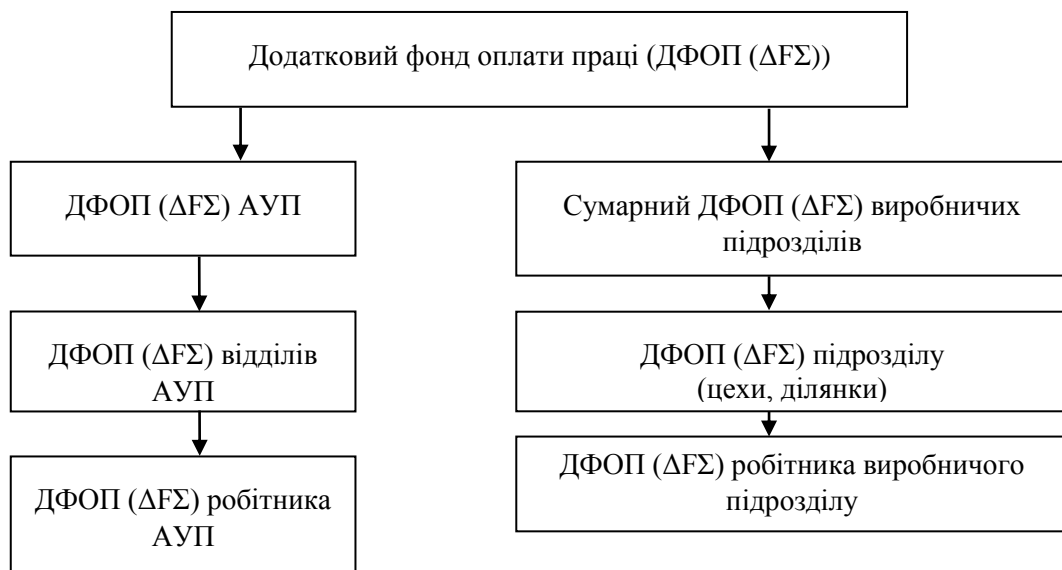 Додатковий фонд оплати праці (ДФОП (ΔFΣ))
ДФОП (ΔFΣ) АУП
Сумарний ДФОП (ΔFΣ) виробничих
підрозділів
ДФОП (ΔFΣ) відділів
АУП
ДФОП (ΔFΣ) підрозділу
(цехи, ділянки)
ДФОП (ΔFΣ) робітника
АУП
ДФОП (ΔFΣ) робітника виробничого
підрозділу